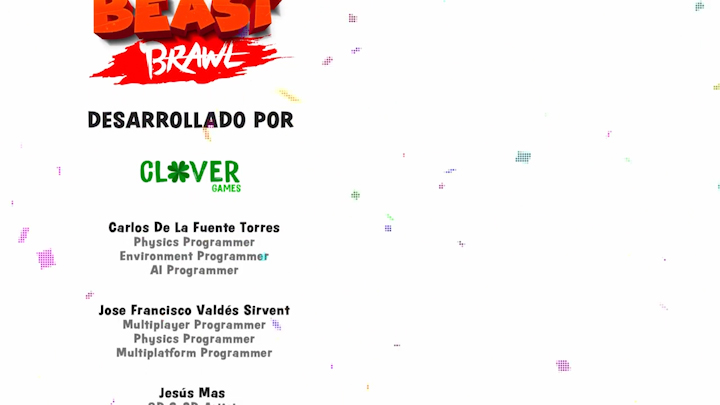 BEAST
BRAWL
DESARROLLADO POR
CLOVER
GAMES
Carlos De La Fuente Torres
Physics Programmer
Environment Programmer
AI Programmer
Jose Francisco Valdés Sirvent
Multiplayer Programmer
Physics Programmer
Multiplatform Programmer
Jesús Mas